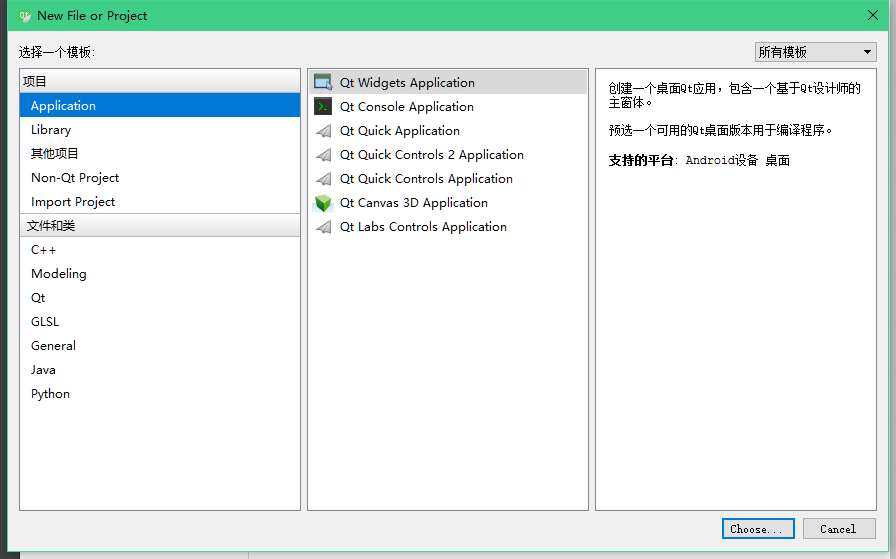 New File or Project
选择一个模板:
所有模板
项目
Application
Library
其他项目
Non-Qt Project
Import Project
文件和类
C++
Modeling
Qt
GLSL
General
Java
Python
Qt Widgets Application
Qt Console Application
Qt Quick Application
Qt Quick Controls 2 Application
Qt Quick Controls Application
Qt Canvas 3D Application
Qt Labs Controls Application
创建一个桌面Qt应用，包含一个基于Qt设计师的
主窗体。
预选一个可用的Qt桌面版本用于编译程序。
支持的平台: Android设备 桌面
Choose...
Cancel